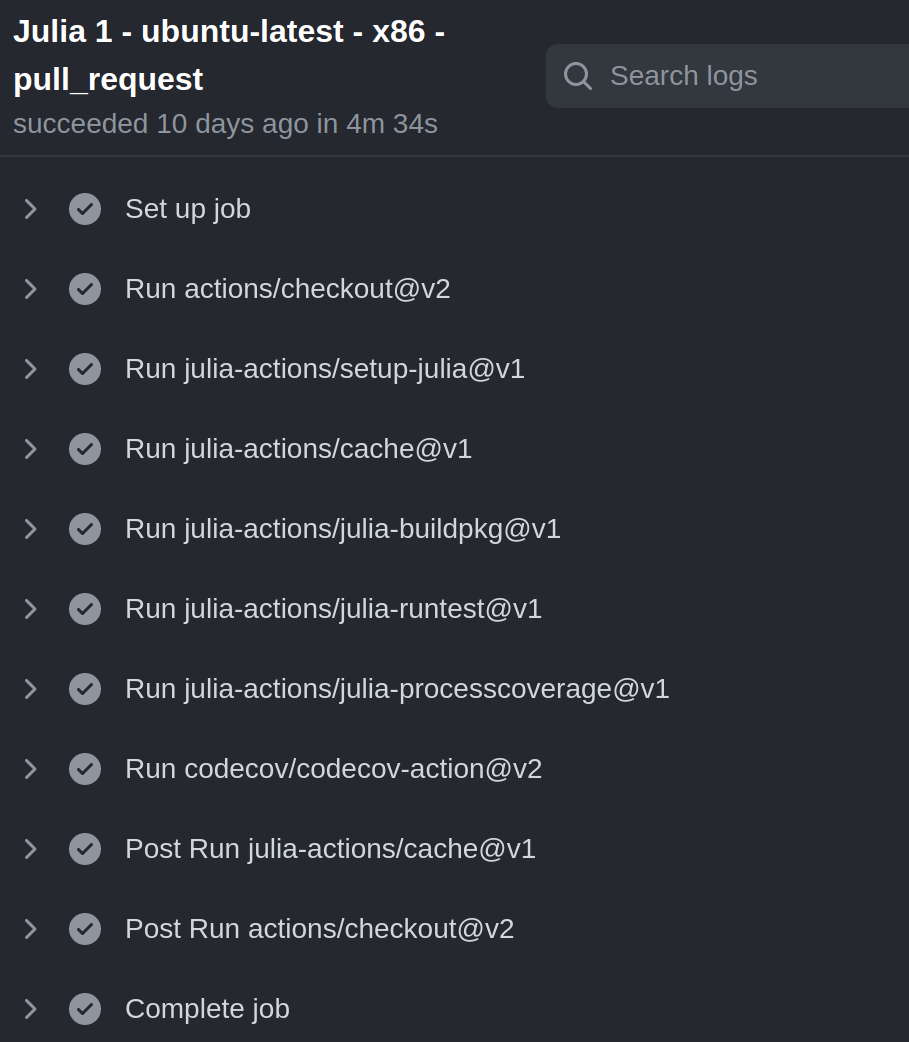 Julia 1 - ubuntu-latest - x86 -
pull_request
succeeded 10 days ago in 4m 34s
Search logs
Set up job
Run actions/checkout@v2
Run julia-actions/setup-julia@v1
Run julia-actions/cache@v1
Run julia-actions/julia-buildpkg@v1
Run julia-actions/julia-runtest@v1
Run julia-actions/julia-processcoverage@v1
Run codecov/codecov-action@v2
Post Run julia-actions/cache@v1
Post Run actions/checkout@v2
Complete job